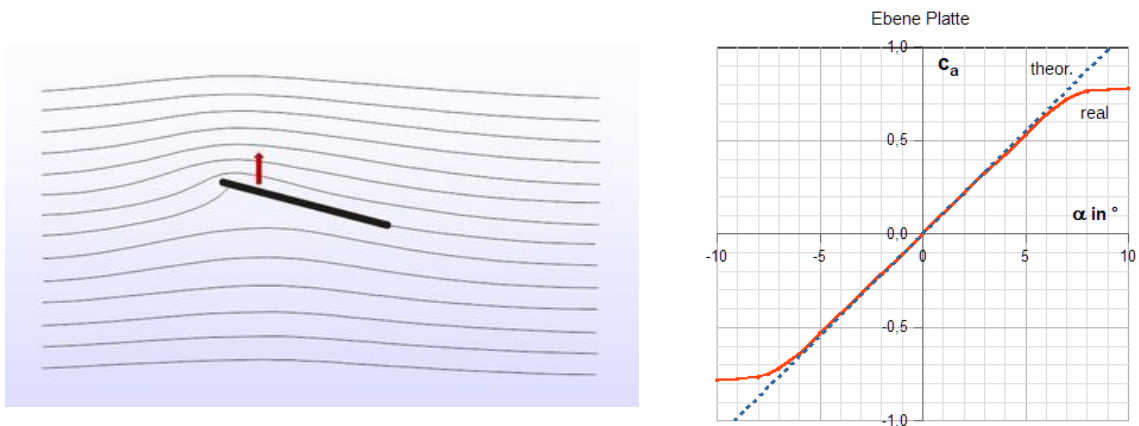 Ebene Platte
1,0
cₐ
theor.
real
0,5
α in °
0,0
-10
-5
0
5
10
-0,5
-1,0